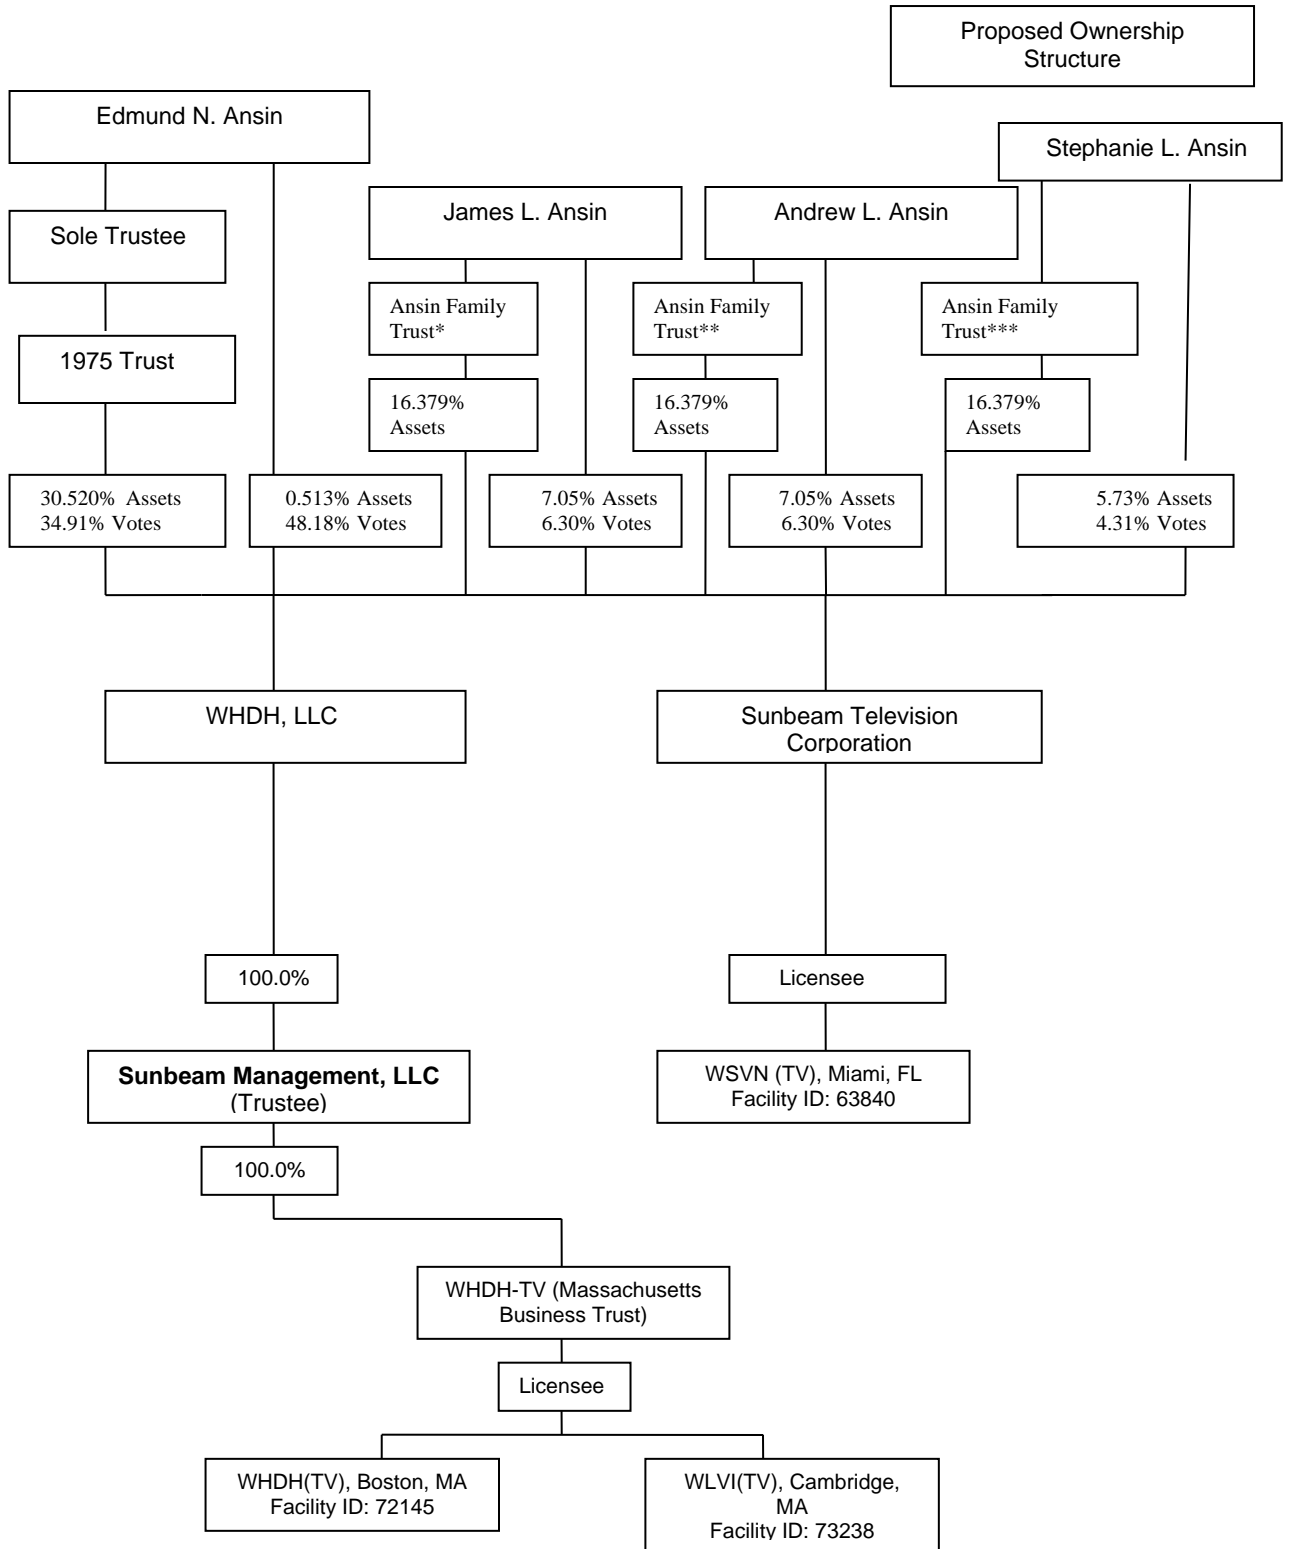 Proposed Ownership
Structure
Edmund N. Ansin
Stephanie L. Ansin
James L. Ansin
Andrew L. Ansin
Sole Trustee
Ansin Family
Trust*
Ansin Family
Trust**
Ansin Family
Trust***
1975 Trust
16.379%
Assets
16.379%
Assets
16.379%
Assets
30.520% Assets
34.91% Votes
0.513% Assets
48.18% Votes
7.05% Assets
6.30% Votes
7.05% Assets
6.30% Votes
5.73% Assets
4.31% Votes
WHDH, LLC
Sunbeam Television
Corporation
100.0%
Licensee
Sunbeam Management, LLC
(Trustee)
WSVN (TV), Miami, FL
Facility ID: 63840
100.0%
WHDH-TV (Massachusetts
Business Trust)
Licensee
WHDH(TV), Boston, MA
Facility ID: 72145
WLVI(TV), Cambridge,
MA
Facility ID: 73238